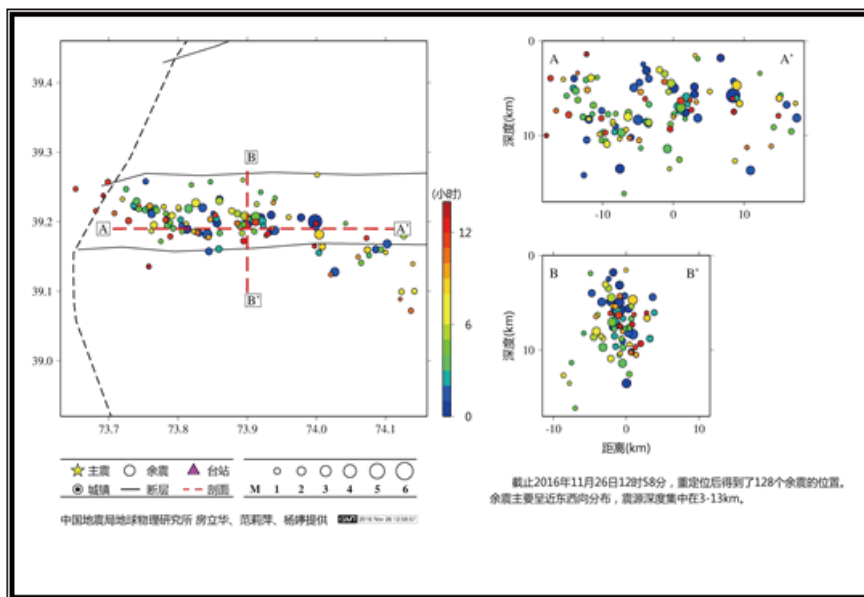 39.4
39.3
39.2
39.1
39.0
73.7 73.8 73.9 74.0 74.1
A A'
B
B'
(小时)
12
6
0
A A'
0
10
深度(km)
-10 0 10
B B'
0
10
深度(km)
-10 0 10
距离(km)
主震 余震 台站
城镇 断层 剖面
M 1 2 3 4 5 6
截止2016年11月26日12时58分，重定位后得到了128个余震的位置。
余震主要呈近东西向分布，震源深度集中在3-13km。
中国地震局地球物理研究所 房立华、范莉萍、杨婷提供